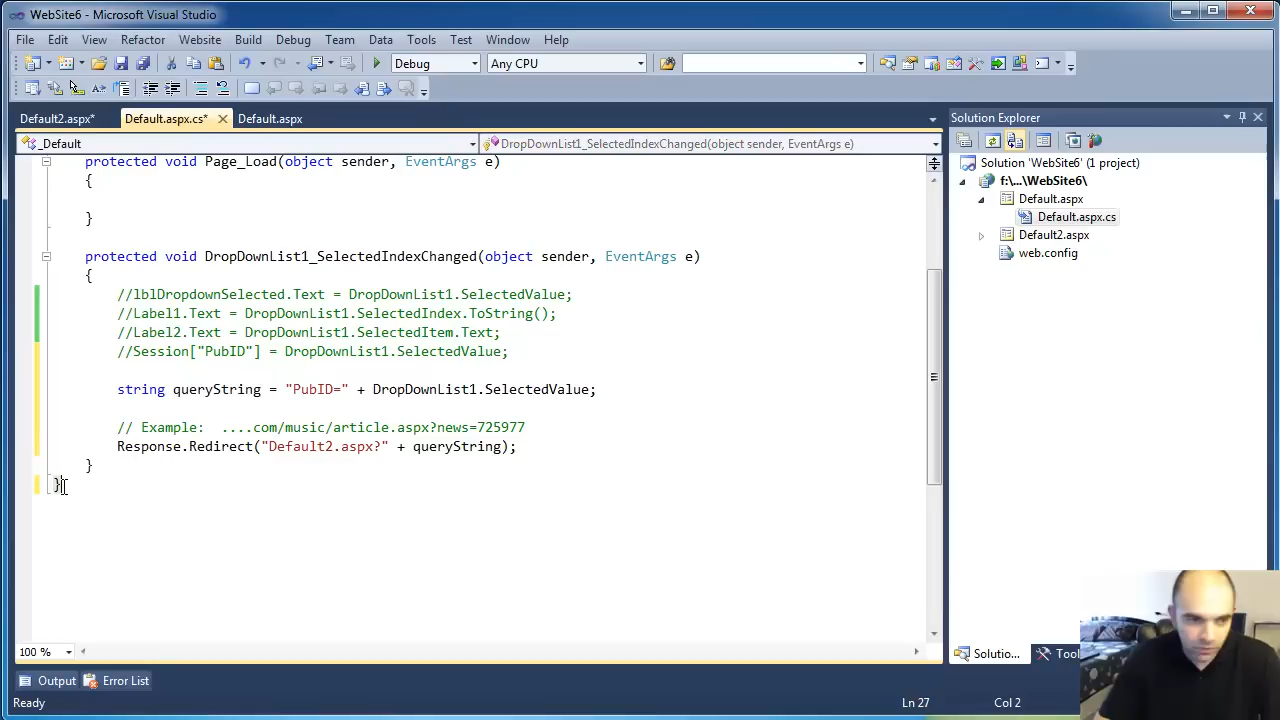 WebSite6 - Microsoft Visual Studio
File Edit View Refactor Website Build Debug Team Data Tools Test Window Help
Debug Any CPU
Default2.aspx* Default.aspx.cs* Default.aspx
_Default DropDownList1_SelectedIndexChanged(object sender, EventArgs e)
protected void Page_Load(object sender, EventArgs e)
{
}
protected void DropDownList1_SelectedIndexChanged(object sender, EventArgs e)
{
//lblDropdownSelected.Text = DropDownList1.SelectedValue;
//Label1.Text = DropDownList1.SelectedIndex.ToString();
//Label2.Text = DropDownList1.SelectedItem.Text;
//Session["PubID"] = DropDownList1.SelectedValue;
string queryString = "PubID=" + DropDownList1.SelectedValue;
// Example:  ....com/music/article.aspx?news=725977
Response.Redirect("Default2.aspx?" + queryString);
}
}
100 %
Solution Explorer
Solution 'WebSite6' (1 project)
f:\...\WebSite6\
Default.aspx
Default.aspx.cs
Default2.aspx
web.config
Solutio... Tool
Output Error List
Ready Ln 27 Col 2